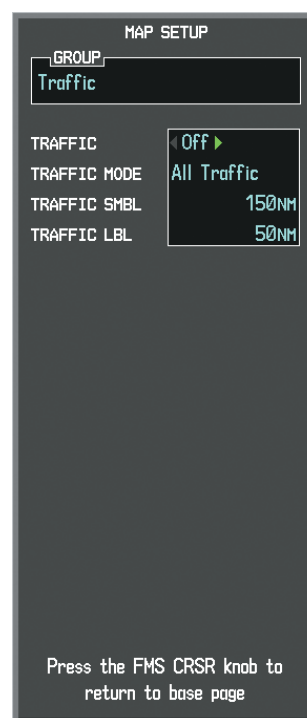 MAP SETUP
GROUP
Traffic
TRAFFIC Off
TRAFFIC MODE All Traffic
TRAFFIC SMBL 150NM
TRAFFIC LBL 50NM
Press the FMS CRSR knob to
return to base page